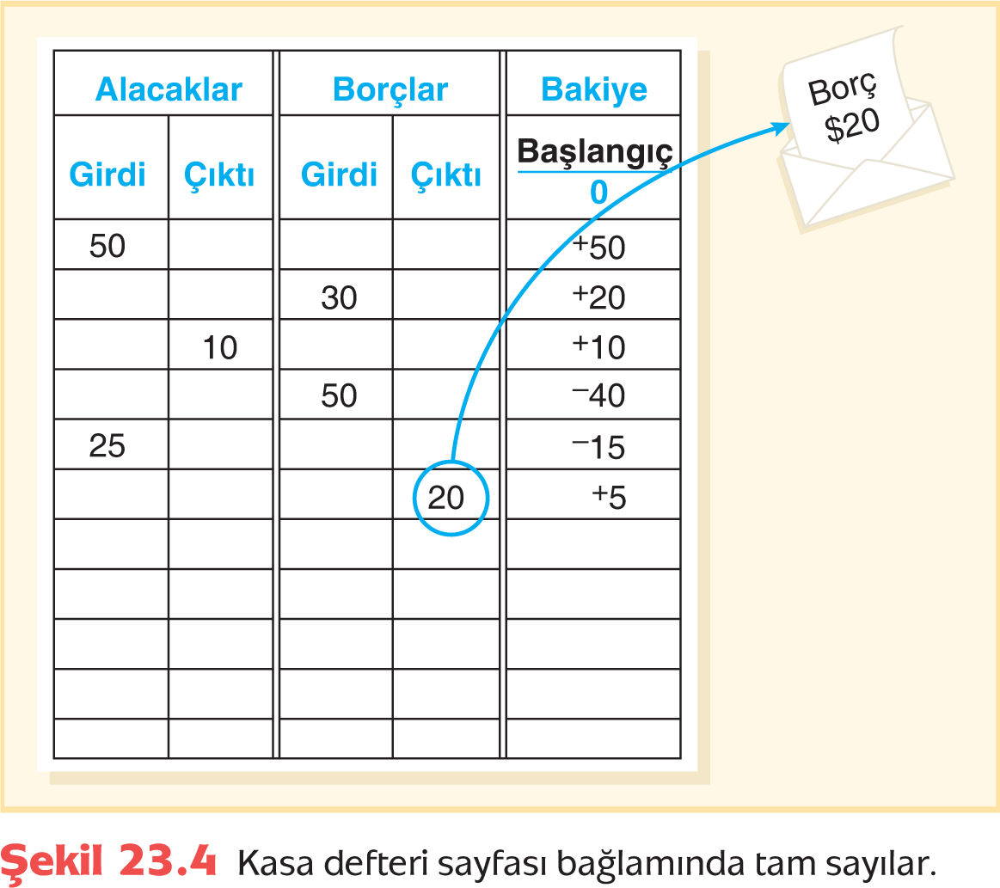 Alacaklar Borçlar Bakiye
Girdi Çıktı Girdi Çıktı Başlangıç
0
50 +50
30 +20
10 +10
50 −40
25 −15
20 +5
Borç
$20
Şekil 23.4 Kasa defteri sayfası bağlamında tam sayılar.